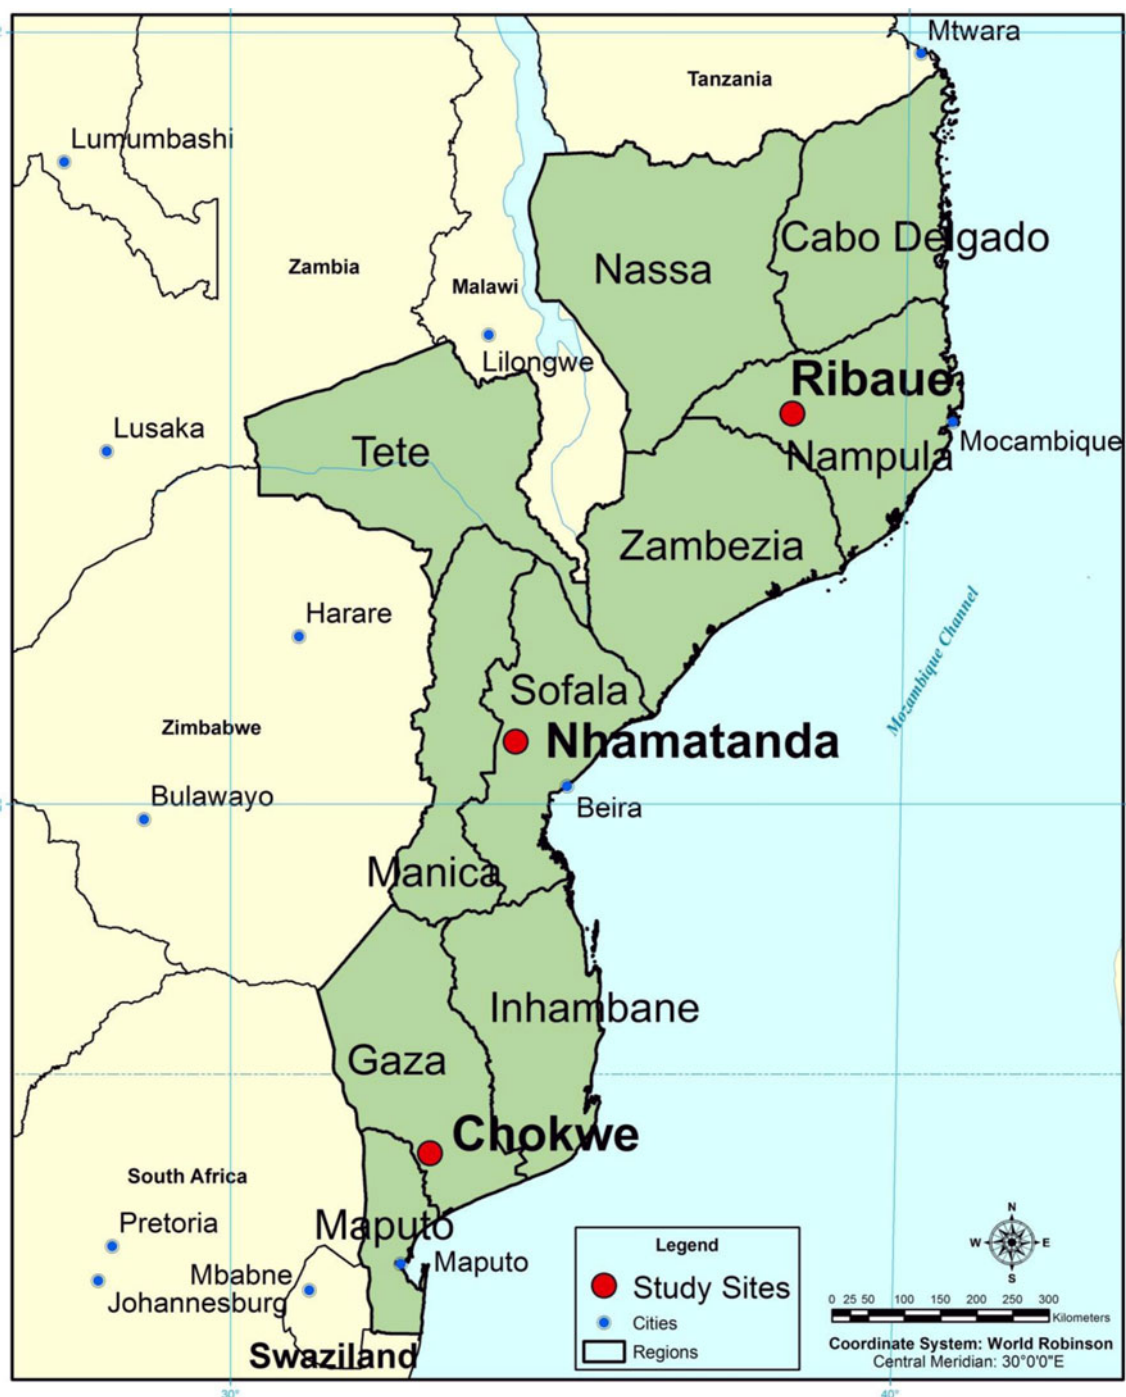 Mtwara
Tanzania
Lumumbashi
Cabo Delgado
Nassa
Zambia
Malawi
Lilongwe
Ribaue
Lusaka
Mocambique
Tete
Nampula
Zambezia
Harare
Mozambique Channel
Sofala
Zimbabwe
Nhamatanda
Bulawayo
Beira
Manica
Inhambane
Gaza
Chokwe
South Africa
Pretoria
Maputo
Maputo
Mbabne
Johannesburg
Swaziland
Legend
Study Sites
Cities
Regions
N
W E
S
0 25 50 100 150 200 250 300
Kilometers
Coordinate System: World Robinson
Central Meridian: 30°0'0"E
30° 40°